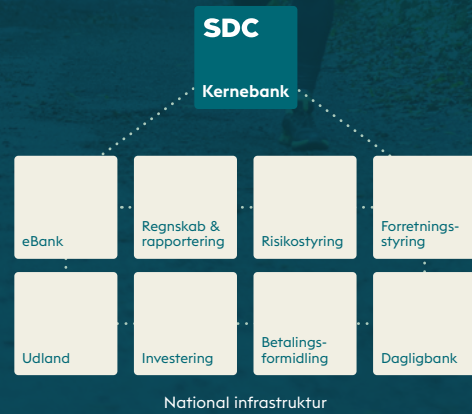 SDC
Kernebank
eBank
Regnskab &
rapportering
Risikostyring
Forretnings-
styring
Udland
Investering
Betalings-
formidling
Dagligbank
National infrastruktur